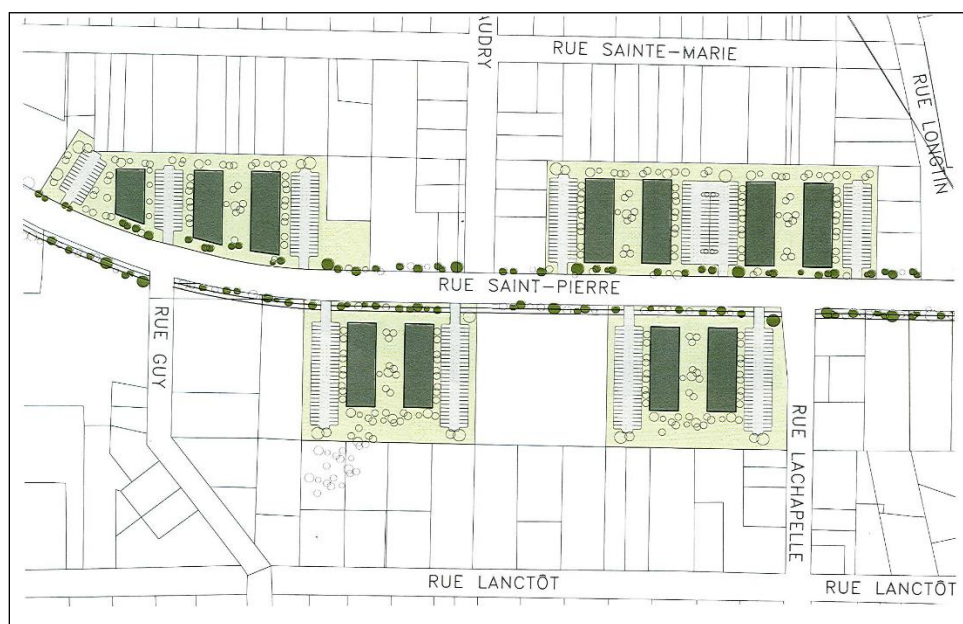 RUE SAINTE-MARIE
AUDRY
RUE LONGTIN
RUE SAINT-PIERRE
RUE GUY
RUE LACHAPELLE
RUE LANCTÔT
RUE LANCTÔT